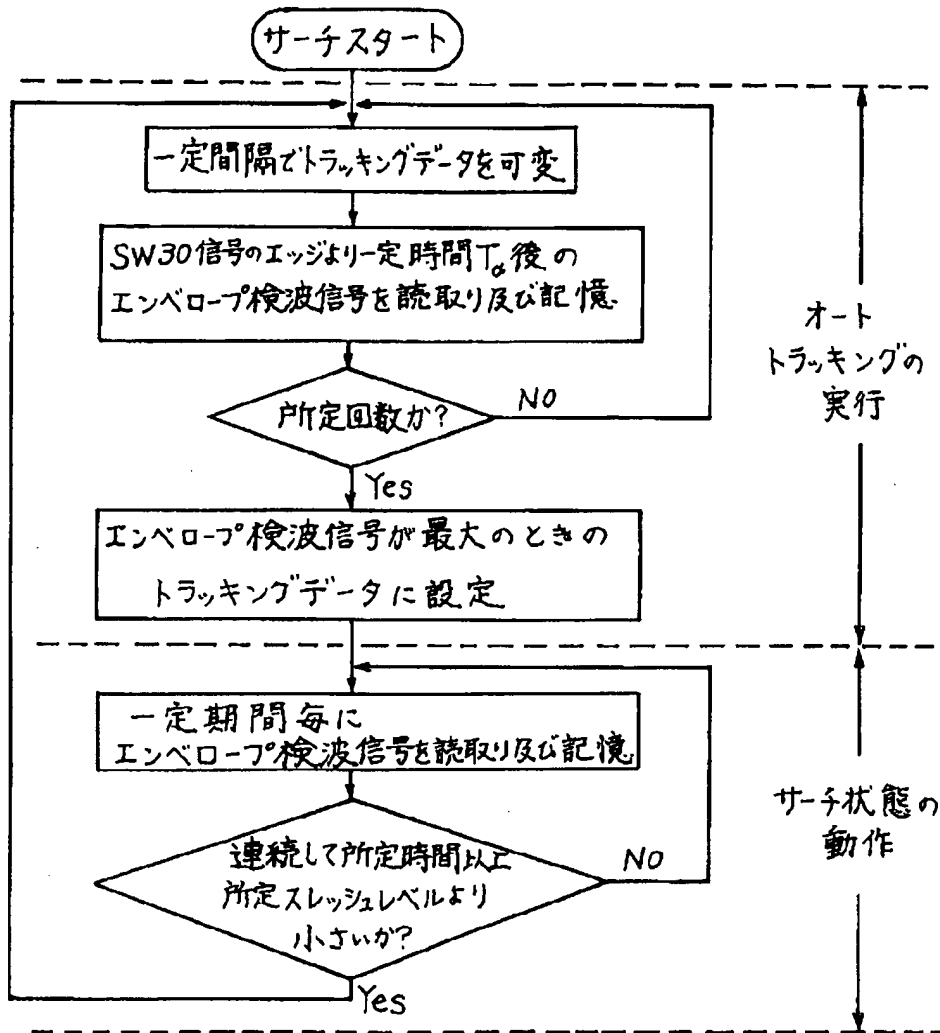 サーチスタート
一定間隔でトラッキングデータを可変
SW30信号のエッジより一定時間Tα後の
エンベロープ検波信号を読取り及び記憶.
所定回数か?
NO
Yes
エンベロープ検波信号が最大のときの
トラッキングデータに設定
オート
トラッキングの
実行
一定期間毎に
エンベロープ検波信号を読取り及び記憶.
連続して所定時間以上
所定スレッシュレベルより
小さいか?
NO
Yes
サーチ状態の
動作